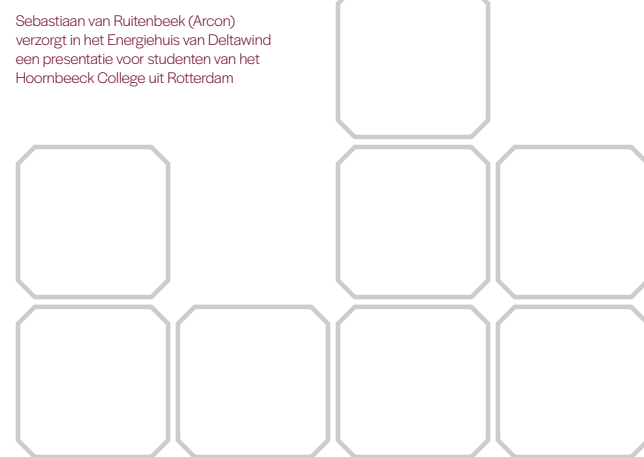 Sebastiaan van Ruitenbeek (Arcon)
verzorgt in het Energiehuis van Deltawind
een presentatie voor studenten van het
Hoornbeeck College uit Rotterdam